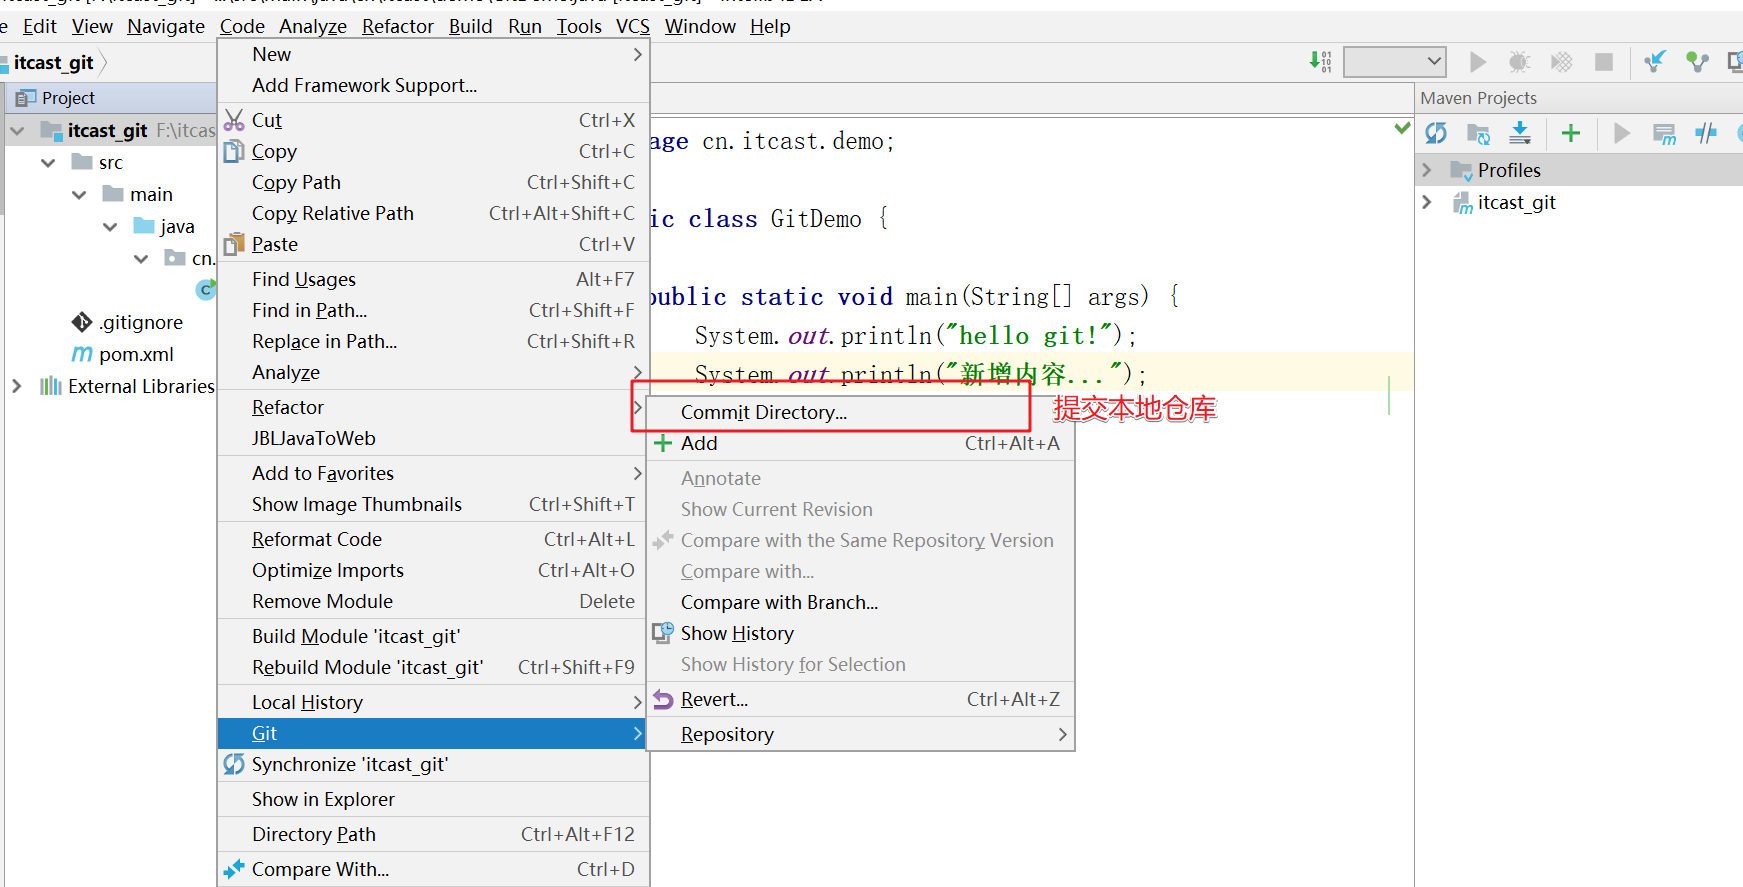 e Edit View Navigate Code Analyze Refactor Build Run Tools VCS Window Help
itcast_git
Project
itcast_git F:\itcas
src
main
java
cn.
.gitignore
pom.xml
External Libraries
New
Add Framework Support...
Cut Ctrl+X
Copy Ctrl+C
Copy Path Ctrl+Shift+C
Copy Relative Path Ctrl+Alt+Shift+C
Paste Ctrl+V
Find Usages Alt+F7
Find in Path... Ctrl+Shift+F
Replace in Path... Ctrl+Shift+R
Analyze
Refactor
JBLJavaToWeb
Add to Favorites
Show Image Thumbnails Ctrl+Shift+T
Reformat Code Ctrl+Alt+L
Optimize Imports Ctrl+Alt+O
Remove Module Delete
Build Module 'itcast_git'
Rebuild Module 'itcast_git' Ctrl+Shift+F9
Local History
Git
Synchronize 'itcast_git'
Show in Explorer
Directory Path Ctrl+Alt+F12
Compare With... Ctrl+D
age cn.itcast.demo;
ic class GitDemo {
public static void main(String[] args) {
System.out.println("hello git!");
System.out.println("新增内容...");
Commit Directory...
提交本地仓库
Add Ctrl+Alt+A
Annotate
Show Current Revision
Compare with the Same Repository Version
Compare with...
Compare with Branch...
Show History
Show History for Selection
Revert... Ctrl+Alt+Z
Repository
Maven Projects
Profiles
itcast_git